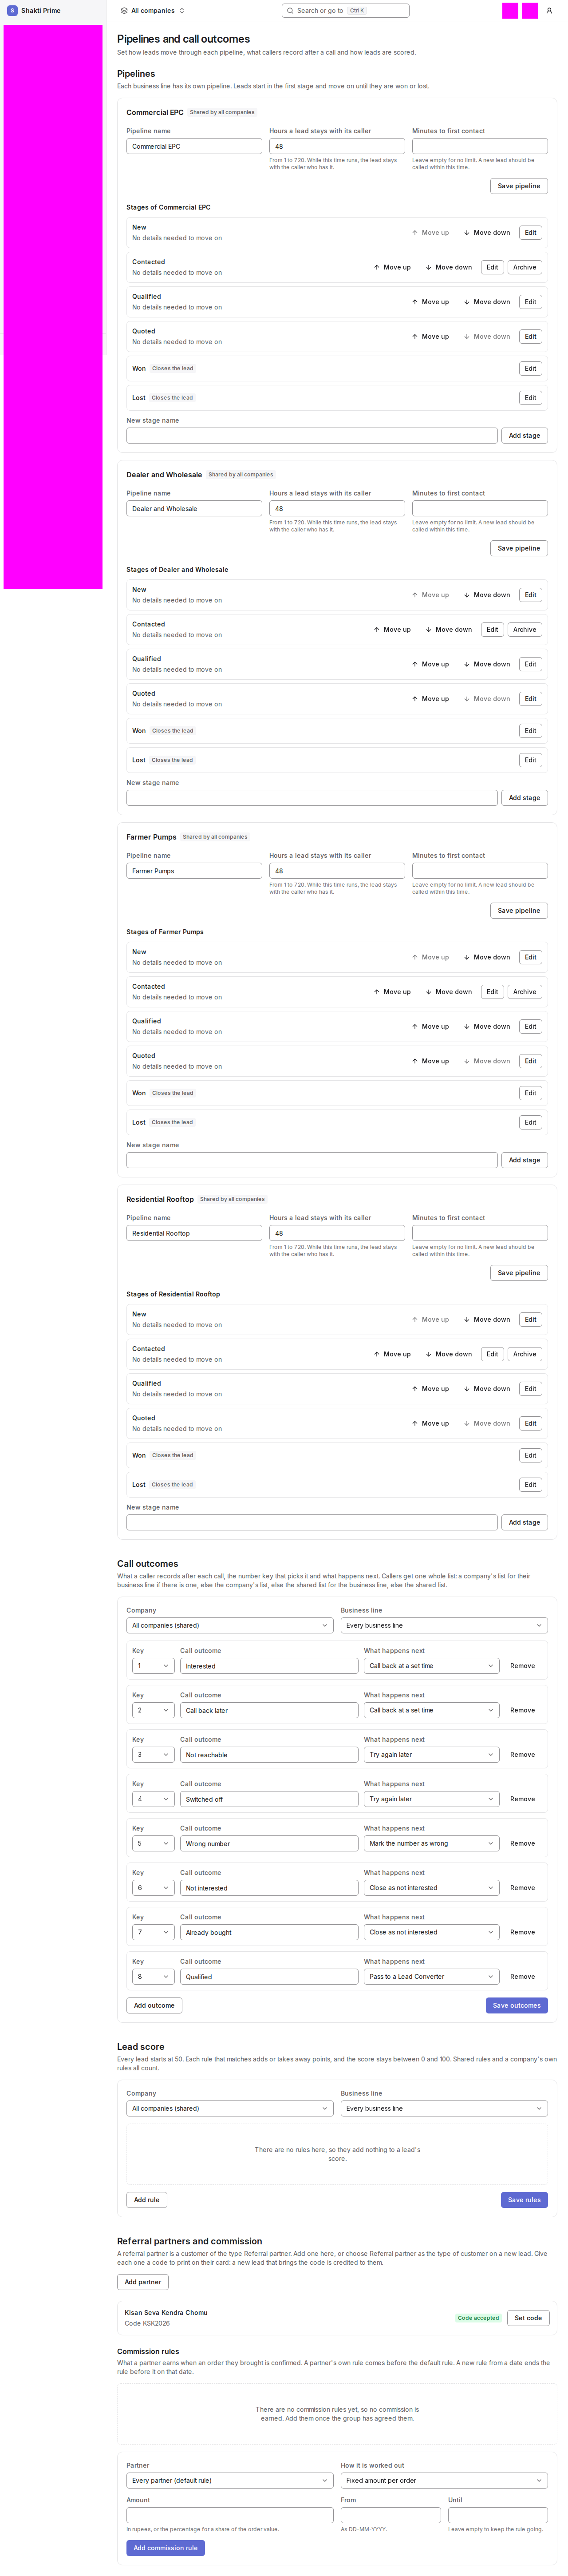 S Shakti Prime
All companies
Search or go to Ctrl K
Pipelines and call outcomes
Set how leads move through each pipeline, what callers record after a call and how leads are scored.
Pipelines
Each business line has its own pipeline. Leads start in the first stage and move on until they are won or lost.
Commercial EPC Shared by all companies
Pipeline name Hours a lead stays with its caller Minutes to first contact
Commercial EPC 48
From 1 to 720. While this time runs, the lead stays Leave empty for no limit. A new lead should be
with the caller who has it. called within this time.
Save pipeline
Stages of Commercial EPC
New
No details needed to move on
Move up Move down Edit
Contacted
No details needed to move on
Move up Move down Edit Archive
Qualified
No details needed to move on
Move up Move down Edit
Quoted
No details needed to move on
Move up Move down Edit
Won Closes the lead Edit
Lost Closes the lead Edit
New stage name
Add stage
Dealer and Wholesale Shared by all companies
Pipeline name Hours a lead stays with its caller Minutes to first contact
Dealer and Wholesale 48
From 1 to 720. While this time runs, the lead stays Leave empty for no limit. A new lead should be
with the caller who has it. called within this time.
Save pipeline
Stages of Dealer and Wholesale
New
No details needed to move on
Move up Move down Edit
Contacted
No details needed to move on
Move up Move down Edit Archive
Qualified
No details needed to move on
Move up Move down Edit
Quoted
No details needed to move on
Move up Move down Edit
Won Closes the lead Edit
Lost Closes the lead Edit
New stage name
Add stage
Farmer Pumps Shared by all companies
Pipeline name Hours a lead stays with its caller Minutes to first contact
Farmer Pumps 48
From 1 to 720. While this time runs, the lead stays Leave empty for no limit. A new lead should be
with the caller who has it. called within this time.
Save pipeline
Stages of Farmer Pumps
New
No details needed to move on
Move up Move down Edit
Contacted
No details needed to move on
Move up Move down Edit Archive
Qualified
No details needed to move on
Move up Move down Edit
Quoted
No details needed to move on
Move up Move down Edit
Won Closes the lead Edit
Lost Closes the lead Edit
New stage name
Add stage
Residential Rooftop Shared by all companies
Pipeline name Hours a lead stays with its caller Minutes to first contact
Residential Rooftop 48
From 1 to 720. While this time runs, the lead stays Leave empty for no limit. A new lead should be
with the caller who has it. called within this time.
Save pipeline
Stages of Residential Rooftop
New
No details needed to move on
Move up Move down Edit
Contacted
No details needed to move on
Move up Move down Edit Archive
Qualified
No details needed to move on
Move up Move down Edit
Quoted
No details needed to move on
Move up Move down Edit
Won Closes the lead Edit
Lost Closes the lead Edit
New stage name
Add stage
Call outcomes
What a caller records after each call, the number key that picks it and what happens next. Callers get one whole list: a company's list for their
business line if there is one, else the company's list, else the shared list for the business line, else the shared list.
Company Business line
All companies (shared) Every business line
Key Call outcome What happens next
1 Interested Call back at a set time Remove
Key Call outcome What happens next
2 Call back later Call back at a set time Remove
Key Call outcome What happens next
3 Not reachable Try again later Remove
Key Call outcome What happens next
4 Switched off Try again later Remove
Key Call outcome What happens next
5 Wrong number Mark the number as wrong Remove
Key Call outcome What happens next
6 Not interested Close as not interested Remove
Key Call outcome What happens next
7 Already bought Close as not interested Remove
Key Call outcome What happens next
8 Qualified Pass to a Lead Converter Remove
Add outcome Save outcomes
Lead score
Every lead starts at 50. Each rule that matches adds or takes away points, and the score stays between 0 and 100. Shared rules and a company's own
rules all count.
Company Business line
All companies (shared) Every business line
There are no rules here, so they add nothing to a lead's
score.
Add rule Save rules
Referral partners and commission
A referral partner is a customer of the type Referral partner. Add one here, or choose Referral partner as the type of customer on a new lead. Give
each one a code to print on their card: a new lead that brings the code is credited to them.
Add partner
Kisan Seva Kendra Chomu
Code KSK2026
Code accepted Set code
Commission rules
What a partner earns when an order they brought is confirmed. A partner's own rule comes before the default rule. A new rule from a date ends the
rule before it on that date.
There are no commission rules yet, so no commission is
earned. Add them once the group has agreed them.
Partner How it is worked out
Every partner (default rule) Fixed amount per order
Amount From Until
In rupees, or the percentage for a share of the order value. As DD-MM-YYYY. Leave empty to keep the rule going.
Add commission rule